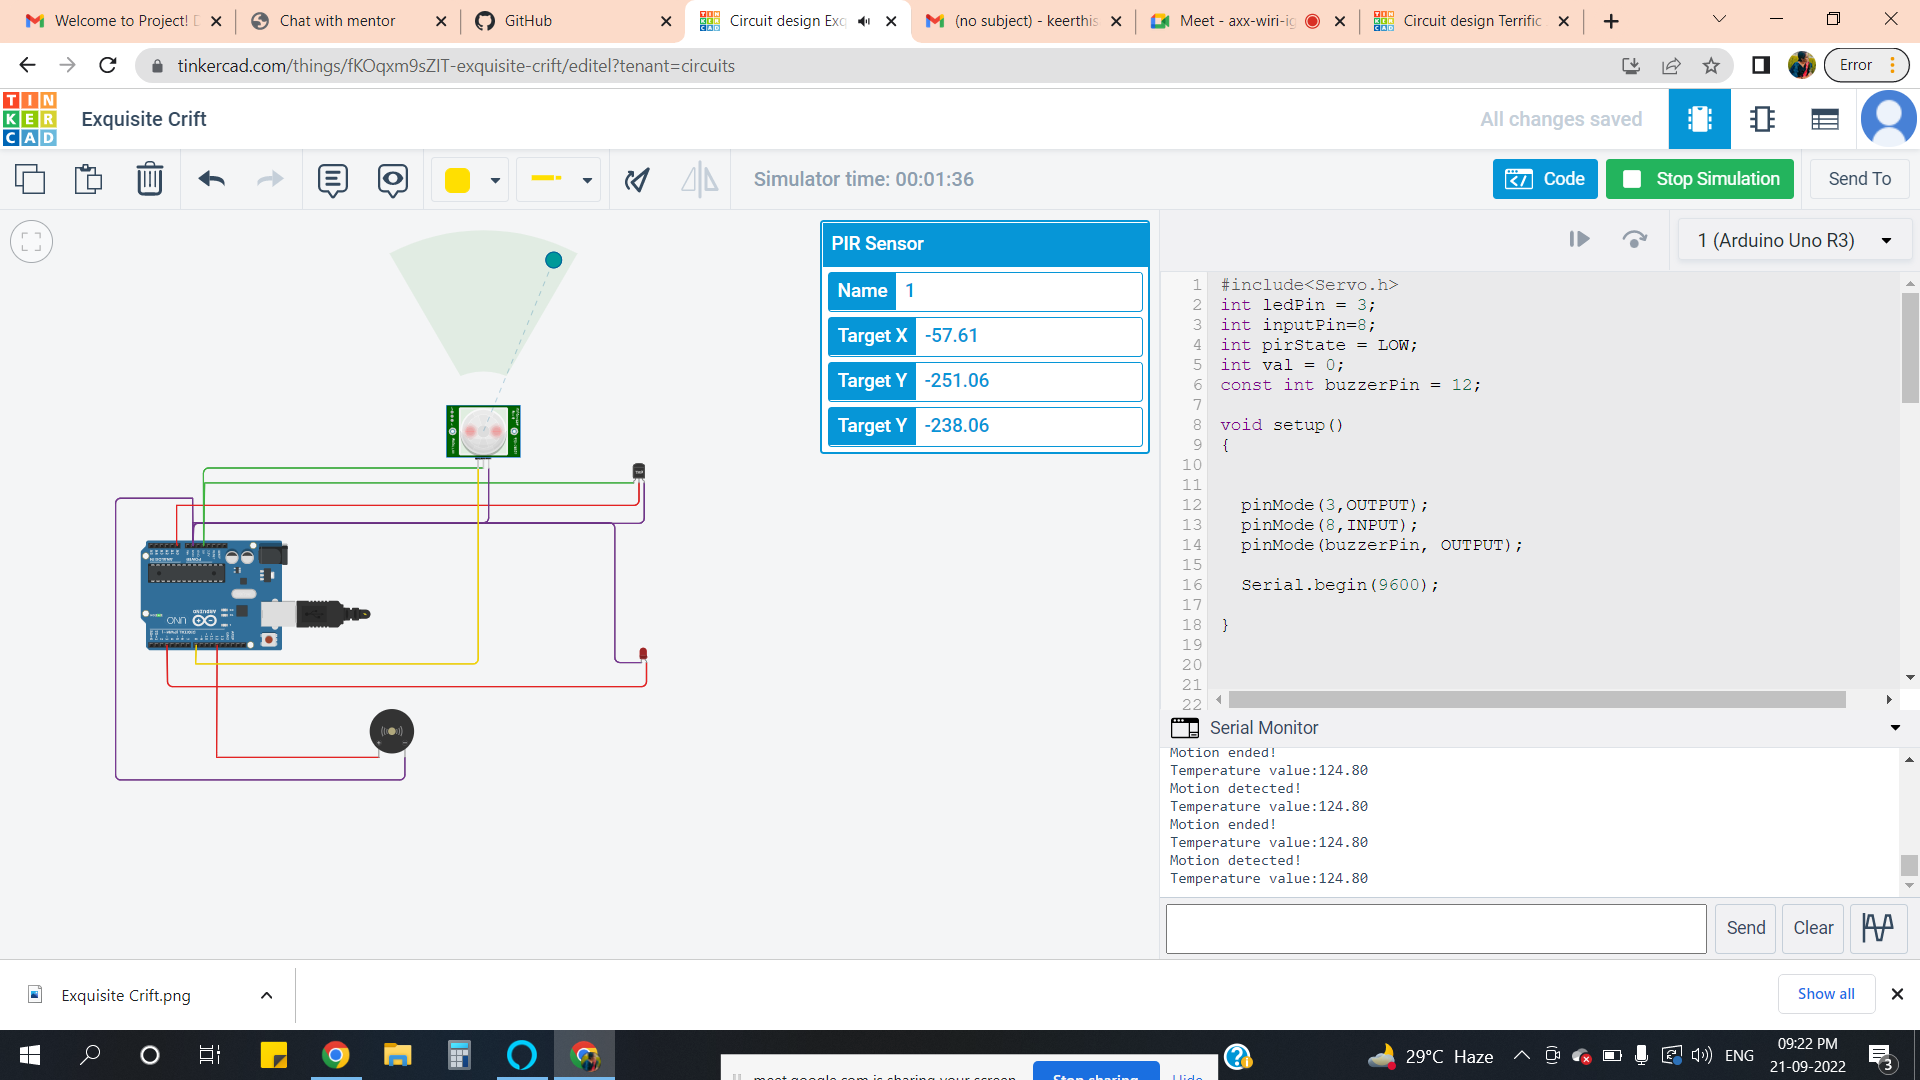 Welcome to Project! D
Chat with mentor
GitHub
Circuit design Exq
(no subject) - keerthis
Meet - axx-wiri-ig
Circuit design Terrific
tinkercad.com/things/fKOqxm9sZIT-exquisite-crift/editel?tenant=circuits
Error
TIN
KER
CAD
Exquisite Crift
All changes saved
Simulator time: 00:01:36
Code
Stop Simulation
Send To
PIR Sensor
Name 1
Target X -57.61
Target Y -251.06
Target Y -238.06
1 (Arduino Uno R3)
1 #include<Servo.h>
2 int ledPin = 3;
3 int inputPin=8;
4 int pirState = LOW;
5 int val = 0;
6 const int buzzerPin = 12;
7
8 void setup()
9 {
10
11
12 pinMode(3,OUTPUT);
13 pinMode(8,INPUT);
14 pinMode(buzzerPin, OUTPUT);
15
16 Serial.begin(9600);
17
18 }
19
20
21
22
UNO
ARDUINO
Serial Monitor
Motion ended!
Temperature value:124.80
Motion detected!
Temperature value:124.80
Motion ended!
Temperature value:124.80
Motion detected!
Temperature value:124.80
Send
Clear
Exquisite Crift.png
Show all
meet.google.com is sharing your screen.
Stop sharing
Hide
29°C Haze
ENG
09:22 PM
21-09-2022
3